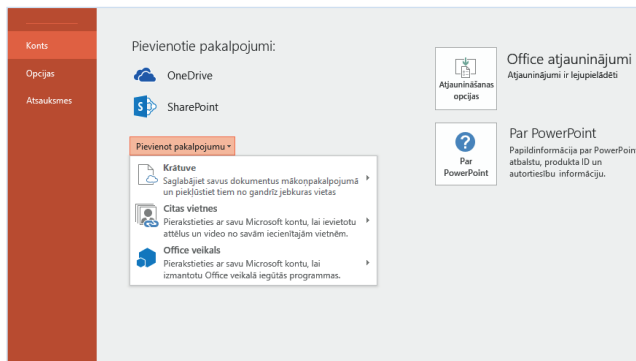 Konts
Opcijas
Atsauksmes
Pievienotie pakalpojumi:
OneDrive
SharePoint
Pievienot pakalpojumu
Krātuve
Saglabājiet savus dokumentus mākoņpakalpojumā
un piekļūstiet tiem no gandrīz jebkuras vietas
Citas vietnes
Pierakstieties ar savu Microsoft kontu, lai ievietotu
attēlus un video no savām iecienītajām vietnēm.
Office veikals
Pierakstieties ar savu Microsoft kontu, lai
izmantotu Office veikalā iegūtās programmas.
Atjaunināšanas
opcijas
Office atjauninājumi
Atjauninājumi ir lejupielādēti
Par
PowerPoint
Par PowerPoint
Papildinformācija par PowerPoint
atbalstu, produkta ID un
autortiesību informāciju.